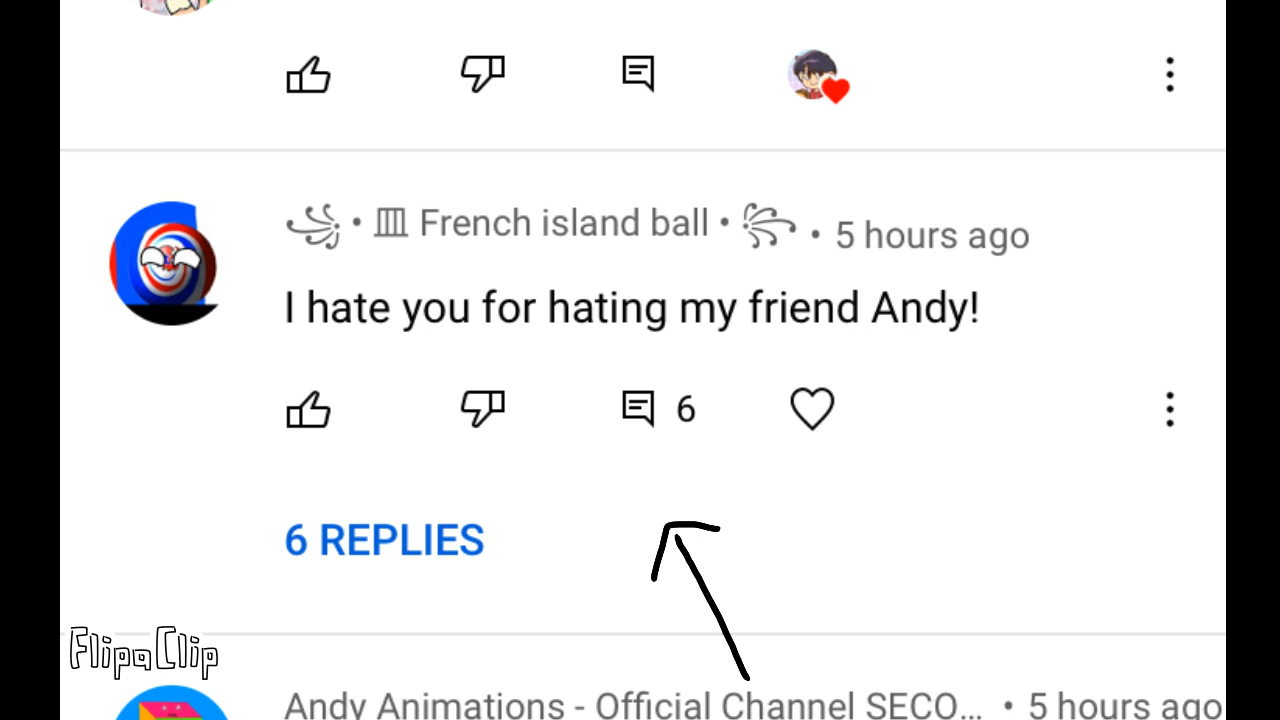 ꧁•皿 French island ball•꧂ • 5 hours ago
I hate you for hating my friend Andy!
6
6 REPLIES
FlipaClip
Andy Animations - Official Channel SECO... • 5 hours ago